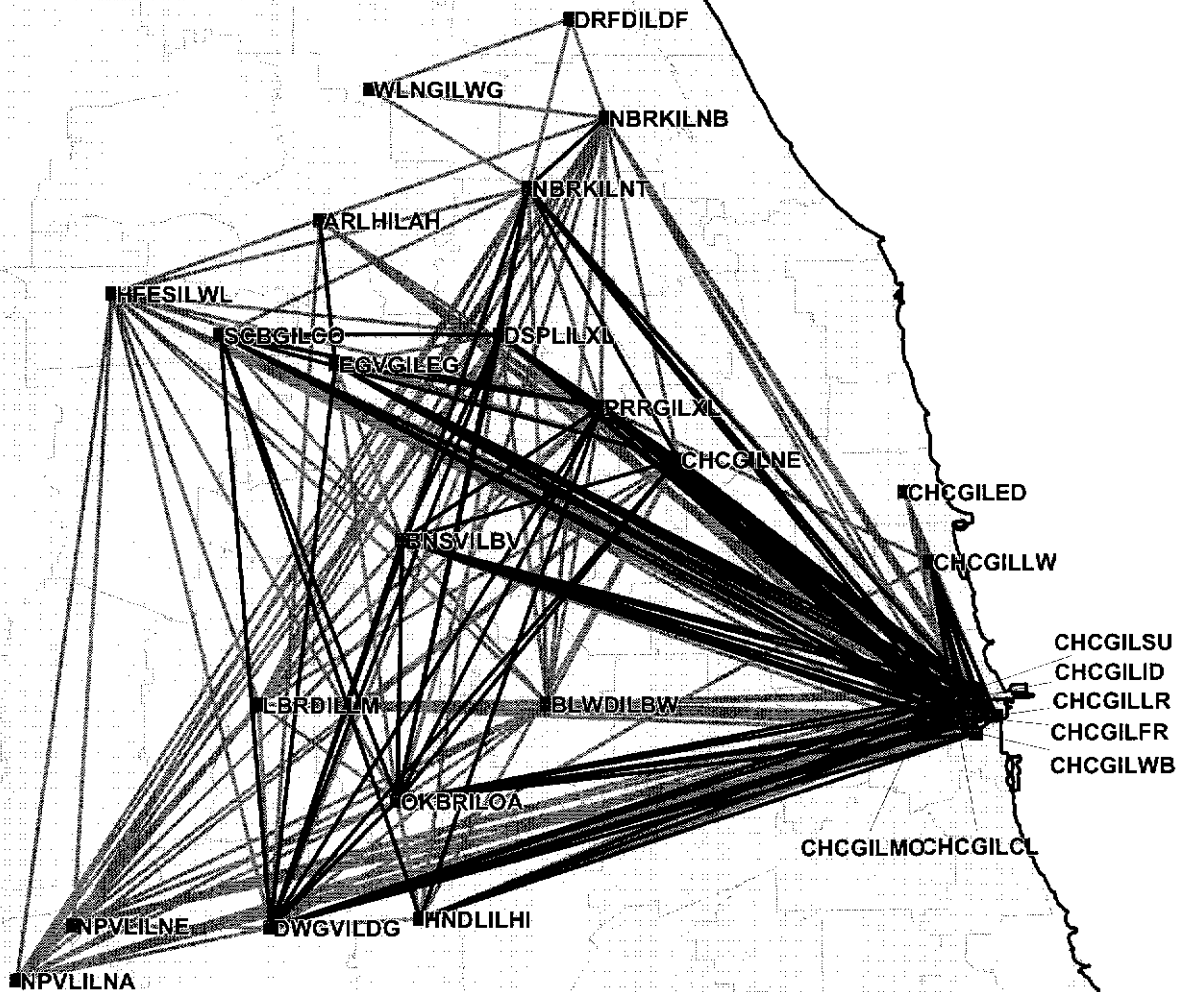 DRFDILDF
WLNGILWG
NBRKILNB
NBRKILNT
ARLHILAH
HFESILWL
SCBGILCO
DSPLILXL
EGVGILEG
PRRGILXL
CHCGILNE
CHCGILED
BNSVILBV
CHCGILLW
CHCGILSU
CHCGILID
CHCGILLR
LBRDILLM
BLWDILBW
CHCGILFR
CHCGILWB
OKBRILOA
CHCGILMO
CHCGILCL
NPVLILNE
DWGVILDG
HNDLILHI
NPVLILNA